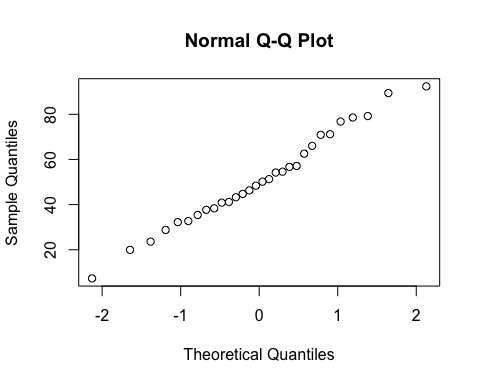 Normal Q-Q Plot
Sample Quantiles
80
60
40
20
-2 -1 0 1 2
Theoretical Quantiles